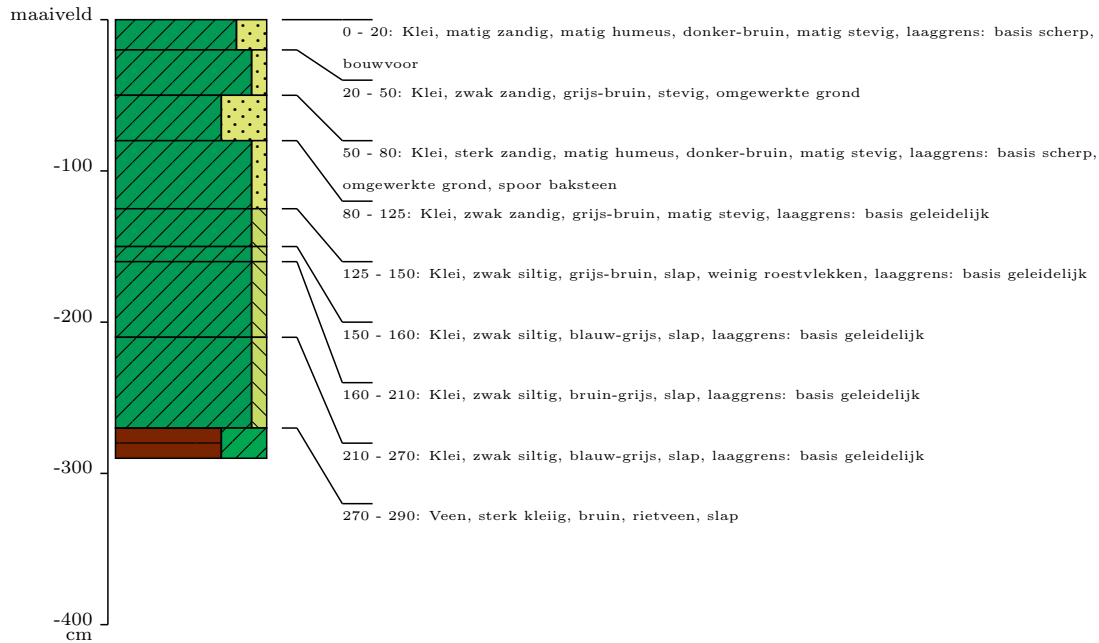 maaiveld
0 - 20: Klei, matig zandig, matig humeus, donker-bruin, matig stevig, laaggrens: basis scherp,
bouwvoor
20 - 50: Klei, zwak zandig, grijs-bruin, stevig, omgewerkte grond
50 - 80: Klei, sterk zandig, matig humeus, donker-bruin, matig stevig, laaggrens: basis scherp,
-100
omgewerkte grond, spoor baksteen
80 - 125: Klei, zwak zandig, grijs-bruin, matig stevig, laaggrens: basis geleidelijk
125 - 150: Klei, zwak siltig, grijs-bruin, slap, weinig roestvlekken, laaggrens: basis geleidelijk
-200
150 - 160: Klei, zwak siltig, blauw-grijs, slap, laaggrens: basis geleidelijk
160 - 210: Klei, zwak siltig, bruin-grijs, slap, laaggrens: basis geleidelijk
210 - 270: Klei, zwak siltig, blauw-grijs, slap, laaggrens: basis geleidelijk
-300
270 - 290: Veen, sterk kleiig, bruin, rietveen, slap
-400
cm